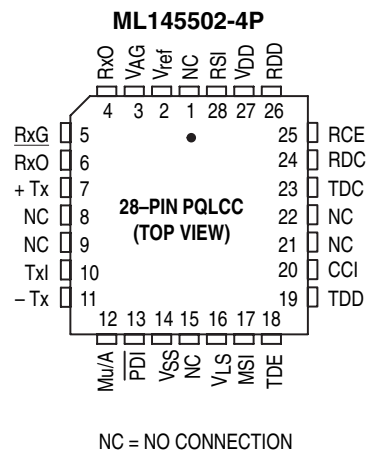 ML145502-4P
RxO
VAG
Vref
NC
RSI
VDD
RDD
4 3 2 1 28 27 26
RxG 5
RxO 6
+ Tx 7
NC 8
NC 9
TxI 10
– Tx 11
28–PIN PQLCC
(TOP VIEW)
25 RCE
24 RDC
23 TDC
22 NC
21 NC
20 CCI
19 TDD
12 13 14 15 16 17 18
Mu/A
PDI
VSS
NC
VLS
MSI
TDE
NC = NO CONNECTION